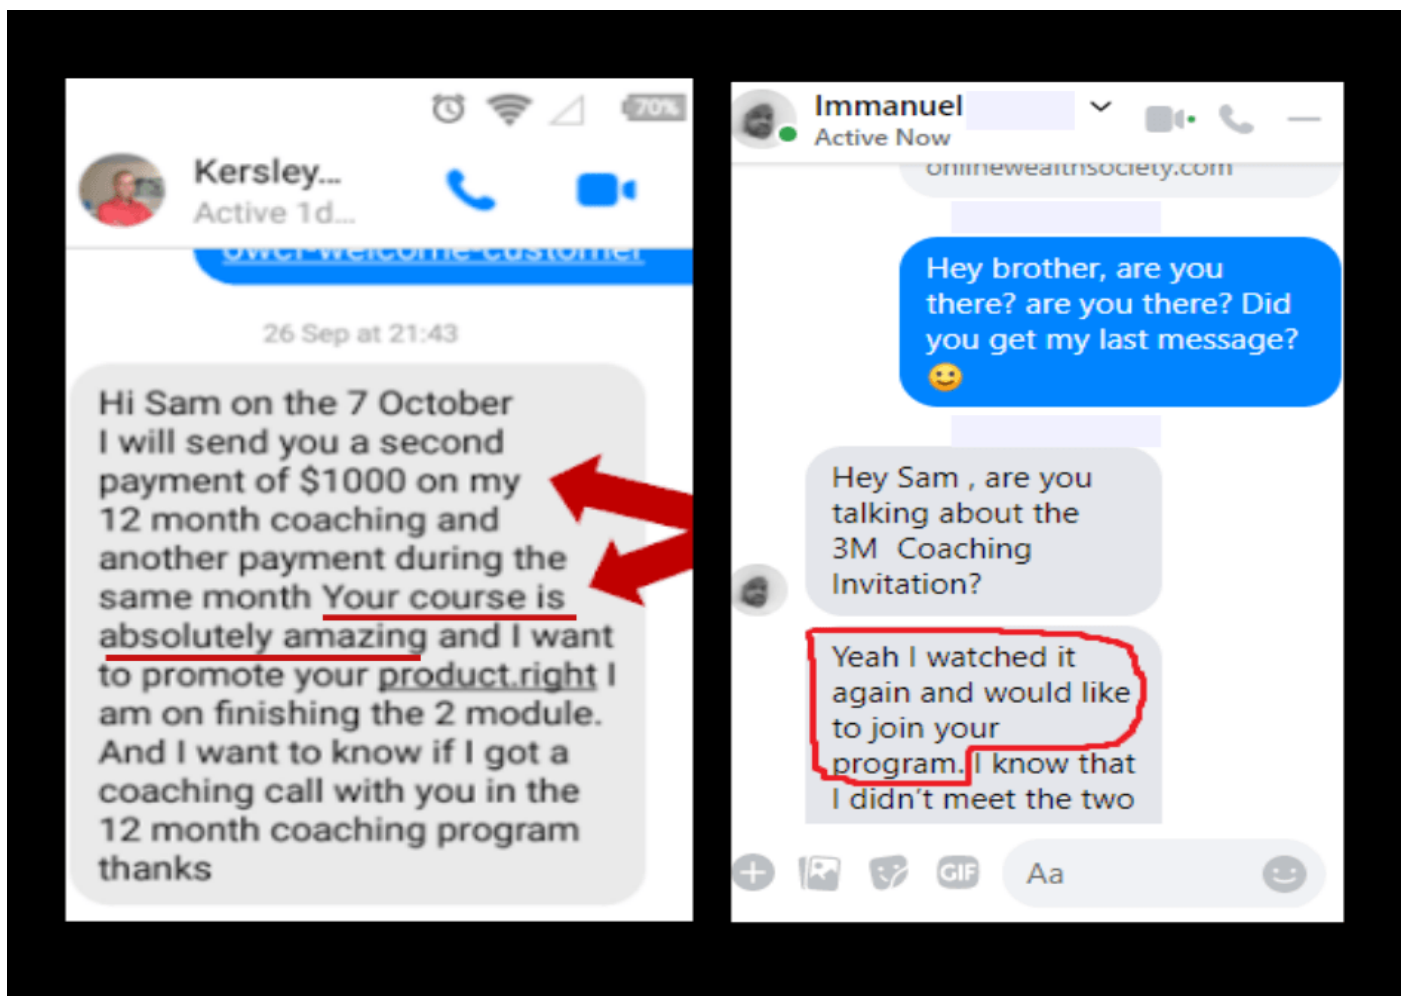 70%
Kersley...
Active 1d...
owcf-welcome-customer
26 Sep at 21:43
Hi Sam on the 7 October
I will send you a second
payment of $1000 on my
12 month coaching and
another payment during the
same month Your course is
absolutely amazing and I want
to promote your product.right I
am on finishing the 2 module.
And I want to know if I got a
coaching call with you in the
12 month coaching program
thanks
Immanuel
Active Now
onlinewealthsociety.com
Hey brother, are you
there? are you there? Did
you get my last message?
🙂
Hey Sam , are you
talking about the
3M Coaching
Invitation?
Yeah I watched it
again and would like
to join your
program. I know that
I didn't meet the two
GIF
Aa